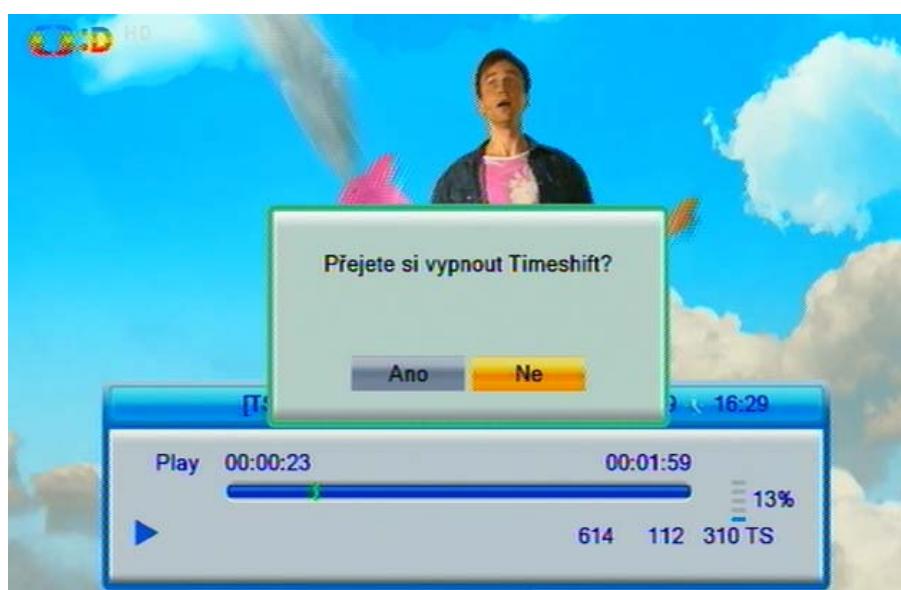 :D HD
Přejete si vypnout Timeshift?
Ano Ne
16:29
Play 00:00:23 00:01:59
13%
614 112 310 TS